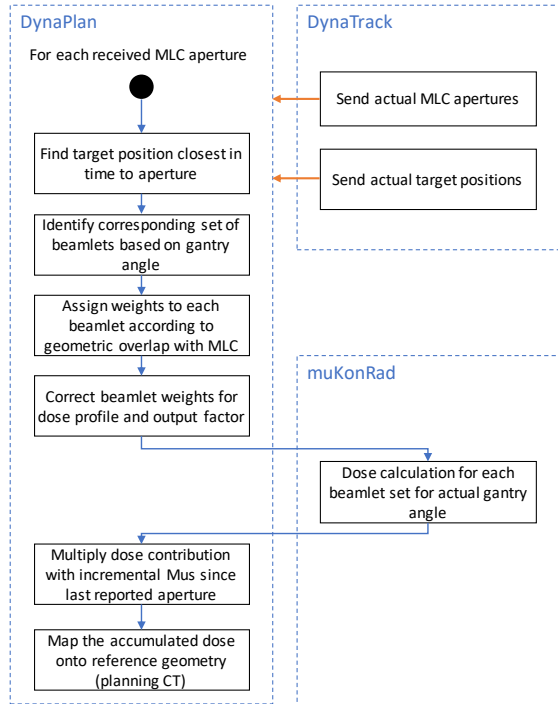 DynaPlan
For each received MLC aperture
Find target position closest in
time to aperture
Identify corresponding set of
beamlets based on gantry
angle
Assign weights to each
beamlet according to
geometric overlap with MLC
Correct beamlet weights for
dose profile and output factor
Multiply dose contribution
with incremental Mus since
last reported aperture
Map the accumulated dose
onto reference geometry
(planning CT)
DynaTrack
Send actual MLC apertures
Send actual target positions
muKonRad
Dose calculation for each
beamlet set for actual gantry
angle